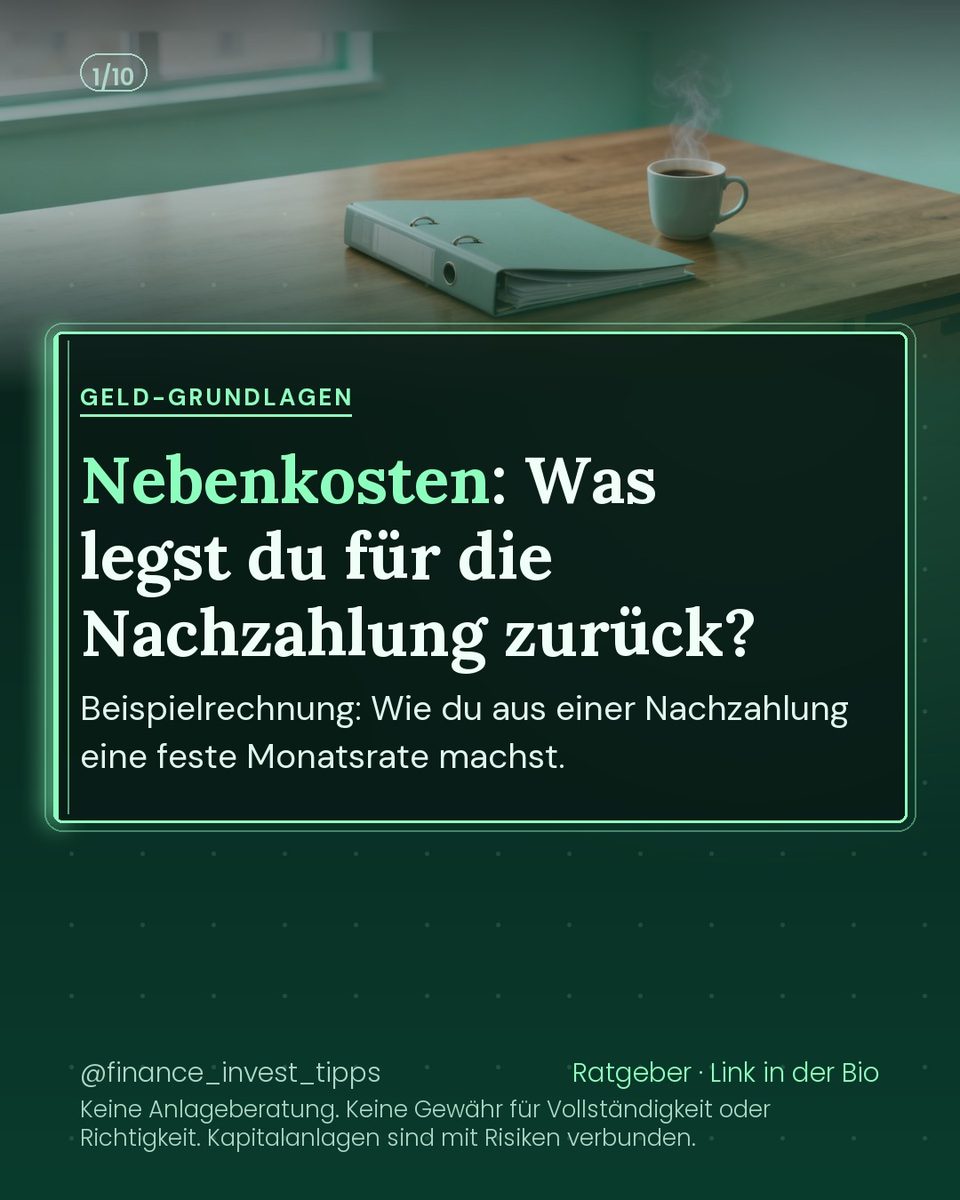 1/10
GELD-GRUNDLAGEN
Nebenkosten: Was
legst du für die
Nachzahlung zurück?
Beispielrechnung: Wie du aus einer Nachzahlung
eine feste Monatsrate machst.
@finance_invest_tipps
Ratgeber · Link in der Bio
Keine Anlageberatung. Keine Gewähr für Vollständigkeit oder
Richtigkeit. Kapitalanlagen sind mit Risiken verbunden.